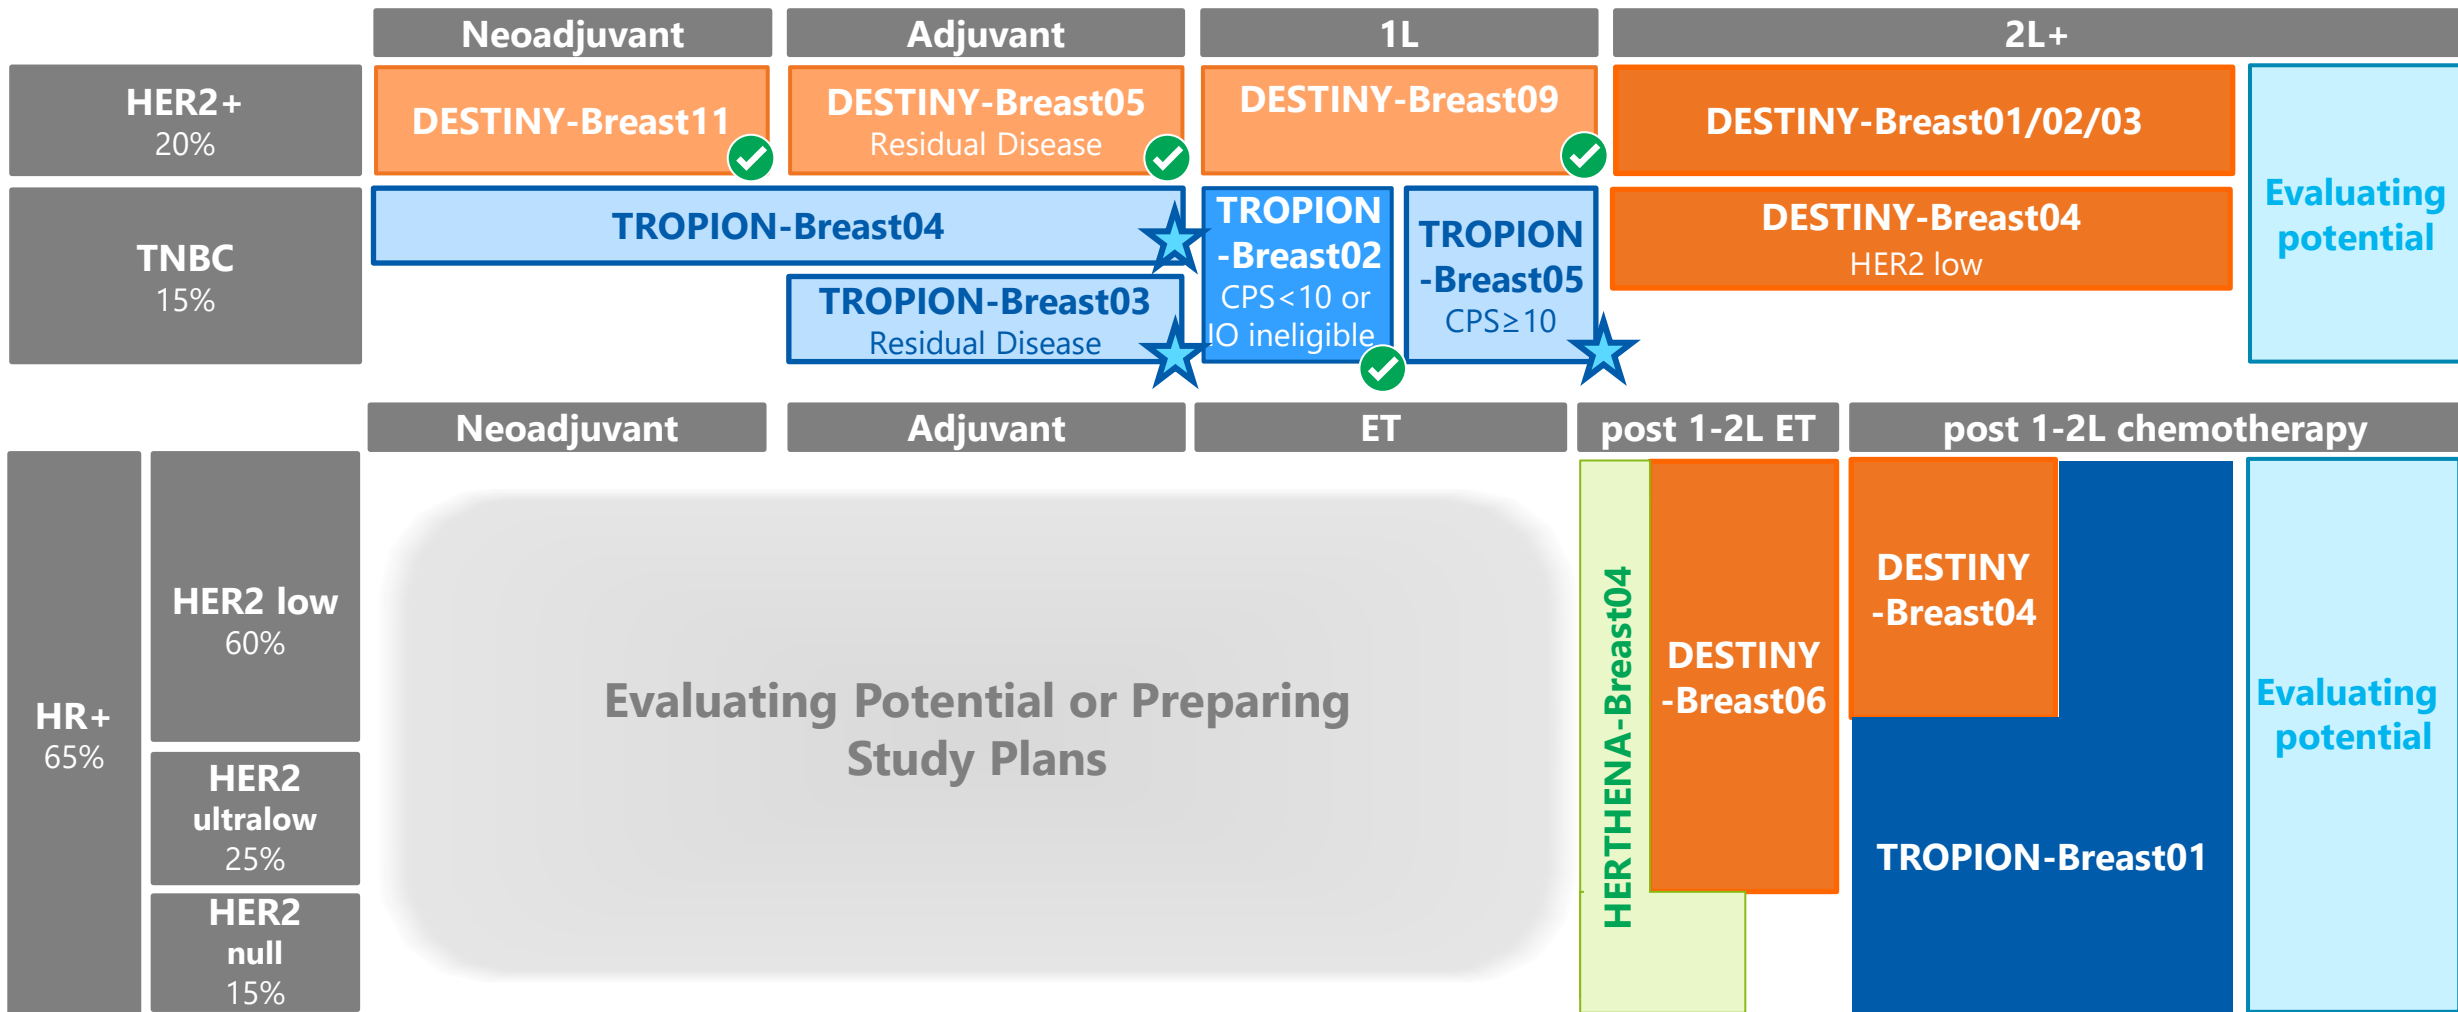 Neoadjuvant
Adjuvant
1L
2L+
HER2+
20%
DESTINY-Breast11
DESTINY-Breast05
Residual Disease
DESTINY-Breast09
DESTINY-Breast01/02/03
Evaluating
potential
TNBC
15%
TROPION-Breast04
TROPION-Breast03
Residual Disease
TROPION
-Breast02
CPS<10 or
IO ineligible
TROPION
-Breast05
CPS≥10
DESTINY-Breast04
HER2 low
Neoadjuvant
Adjuvant
ET
post 1-2L ET
post 1-2L chemotherapy
HR+
65%
HER2 low
60%
HER2
ultralow
25%
HER2
null
15%
Evaluating Potential or Preparing
Study Plans
HERTHENA-Breast04
DESTINY
-Breast06
DESTINY
-Breast04
TROPION-Breast01
Evaluating
potential